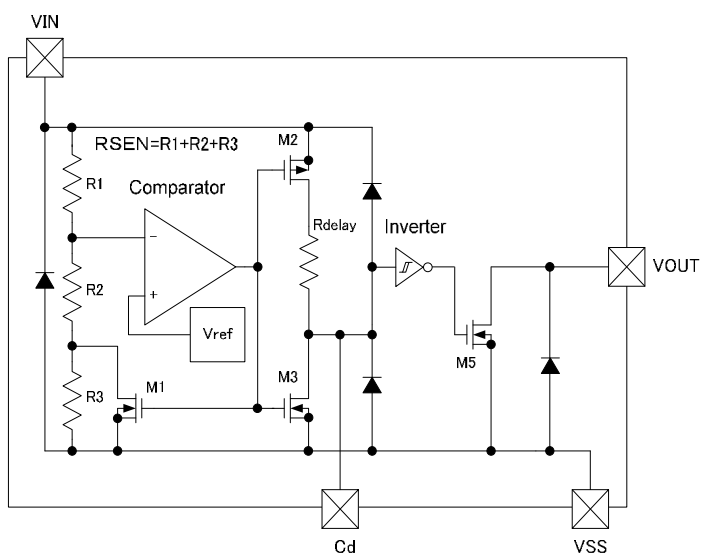 VIN
RSEN=R1+R2+R3
M2
R1
Comparator
Rdelay
Inverter
−
VOUT
R2
+
Vref
M5
R3
M1
M3
Cd
VSS